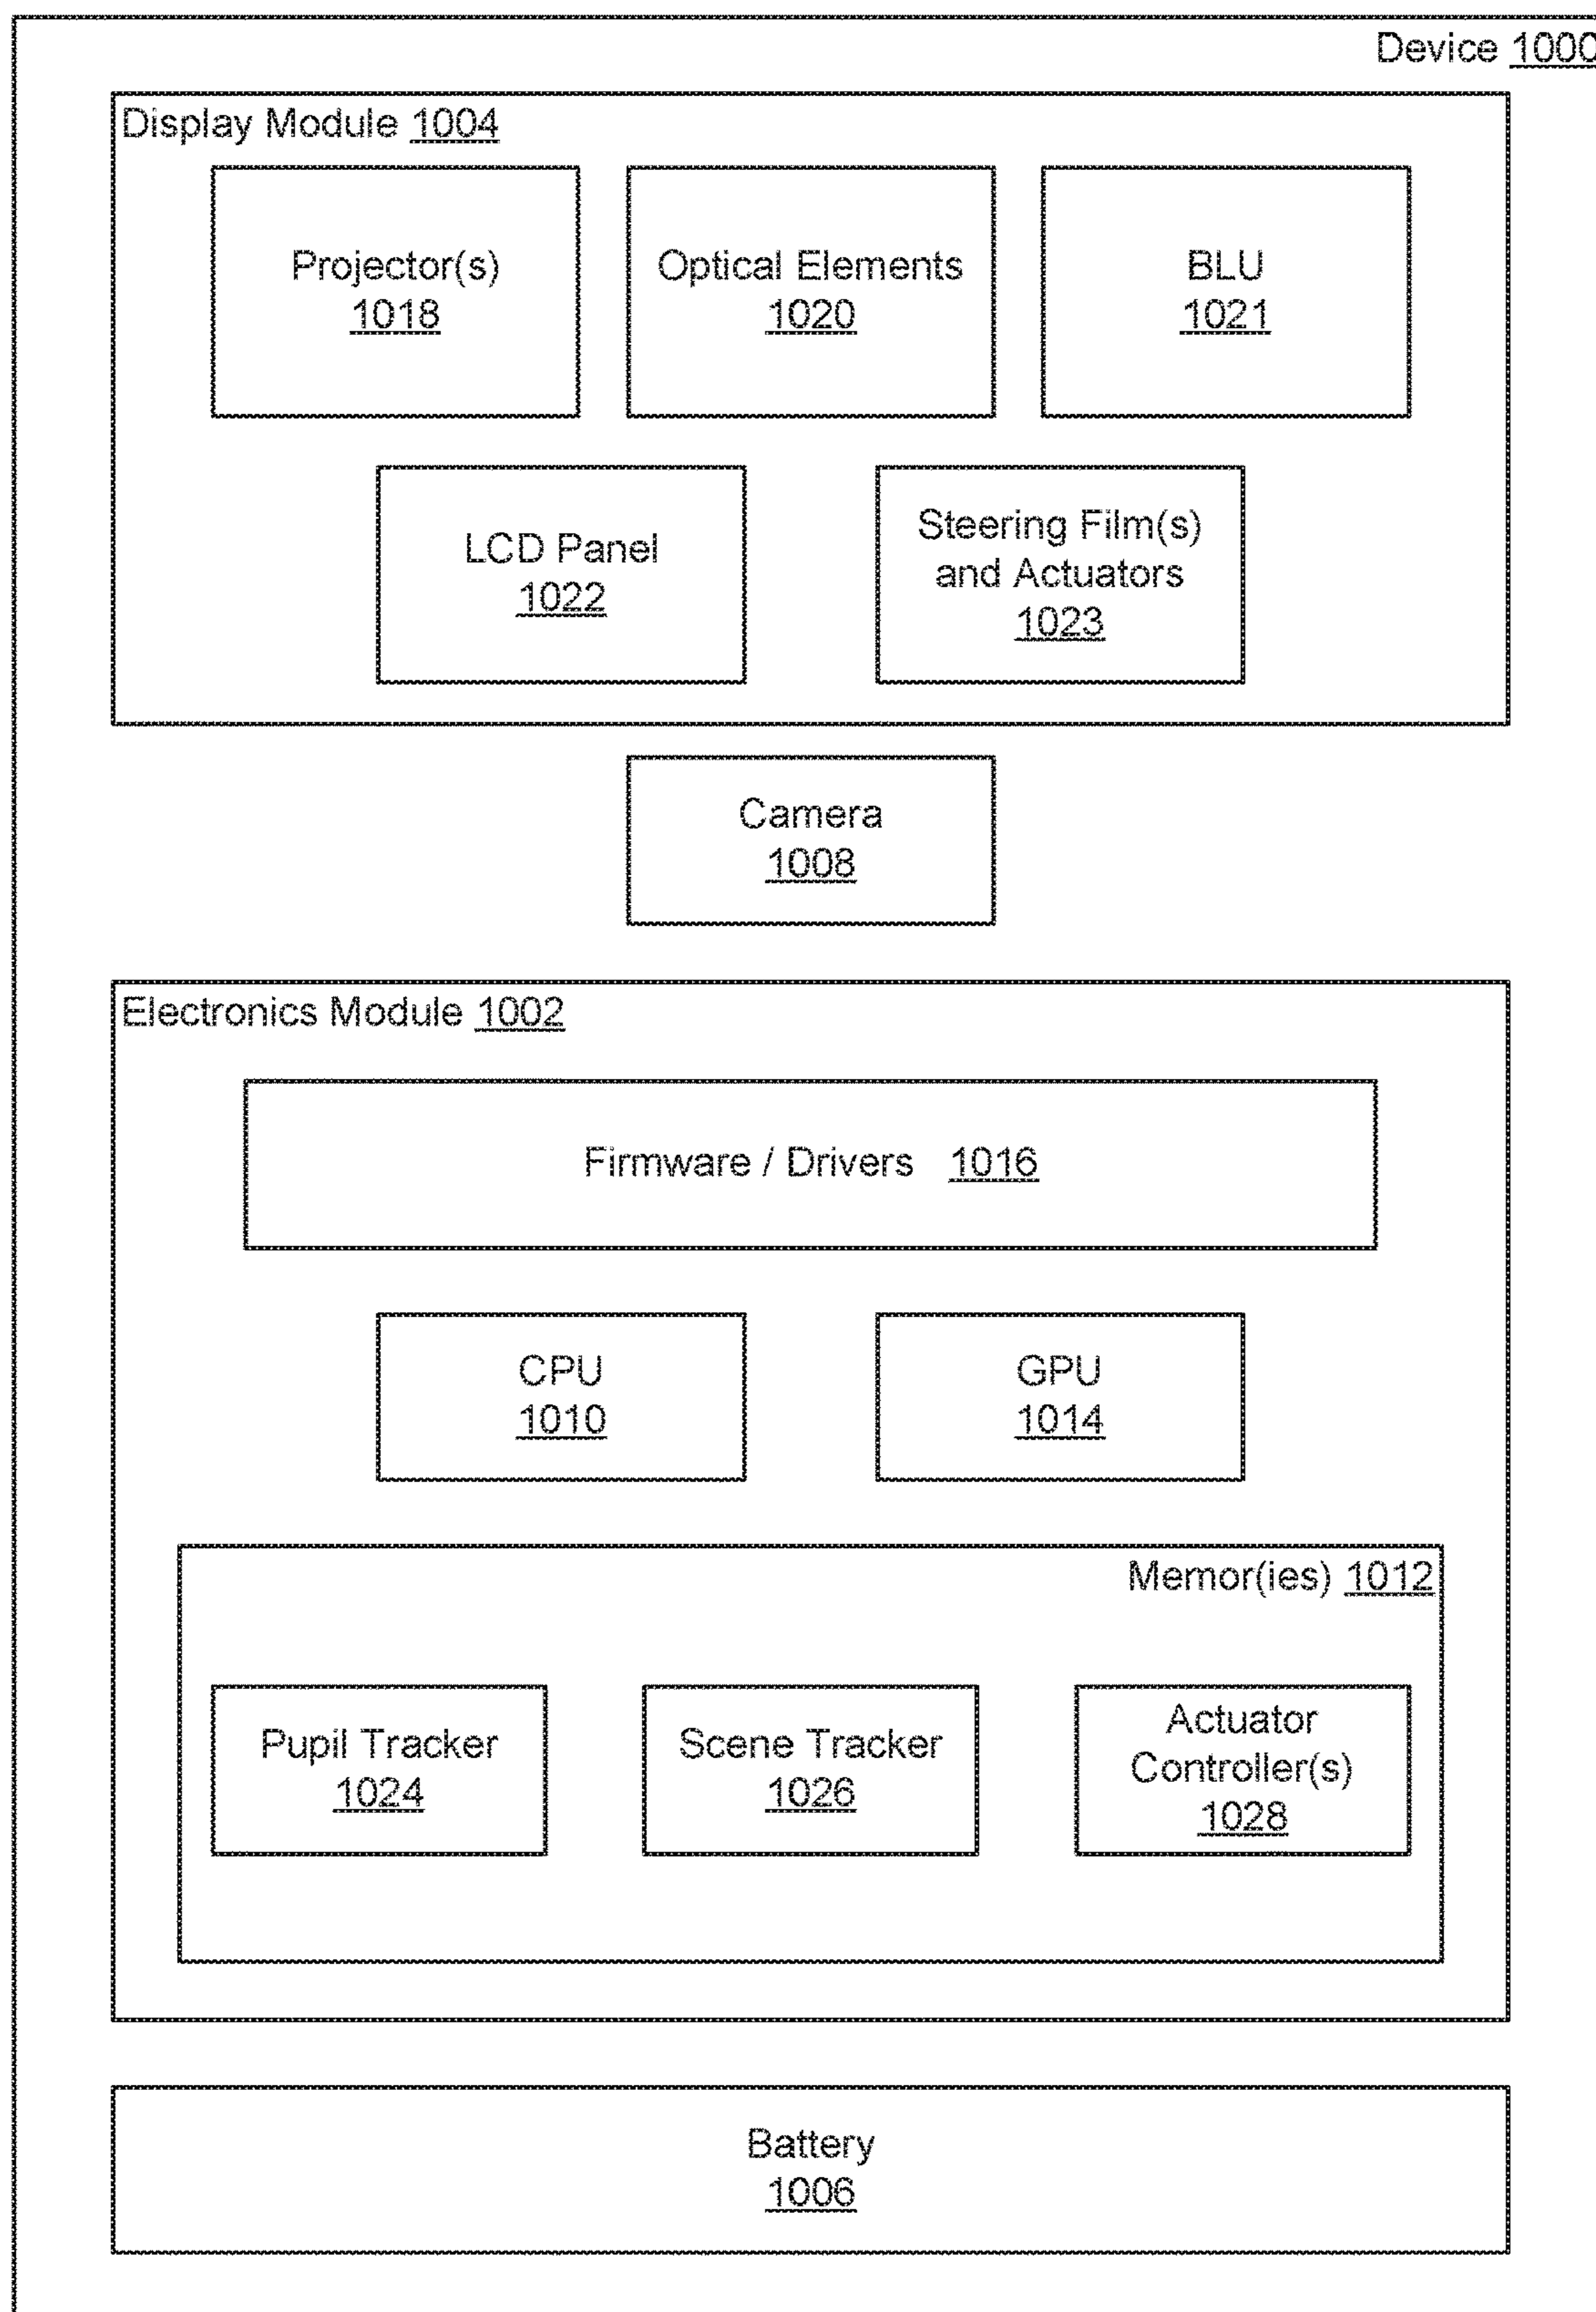 Device 1000
Display Module 1004
Projector(s)
1018
Optical Elements
1020
BLU
1021
LCD Panel
1022
Steering Film(s)
and Actuators
1023
Camera
1008
Electronics Module 1002
Firmware / Drivers 1016
CPU
1010
GPU
1014
Memor(ies) 1012
Pupil Tracker
1024
Scene Tracker
1026
Actuator
Controller(s)
1028
Battery
1006